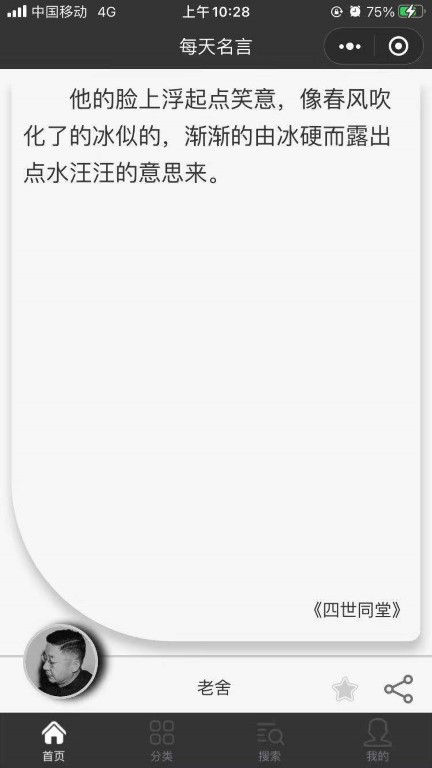 中国移动 4G 上午10:28 75%
每天名言
他的脸上浮起点笑意，像春风吹
化了的冰似的，渐渐的由冰硬而露出
点水汪汪的意思来。
《四世同堂》
老舍
首页 分类 搜索 我的